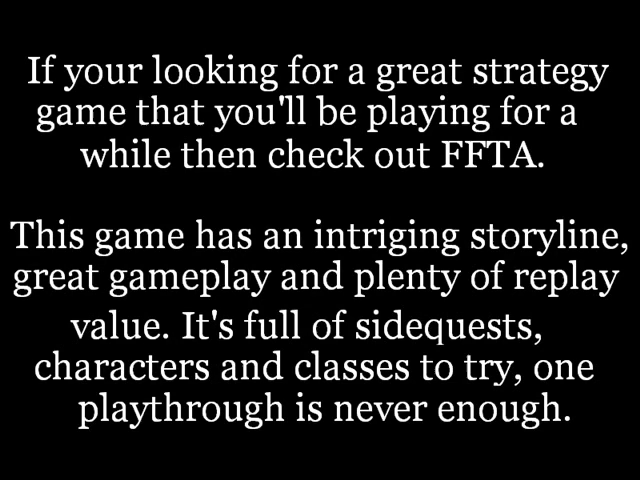 If your looking for a great strategy
game that you'll be playing for a
while then check out FFTA.
This game has an intriging storyline,
great gameplay and plenty of replay
value. It's full of sidequests,
characters and classes to try, one
playthrough is never enough.